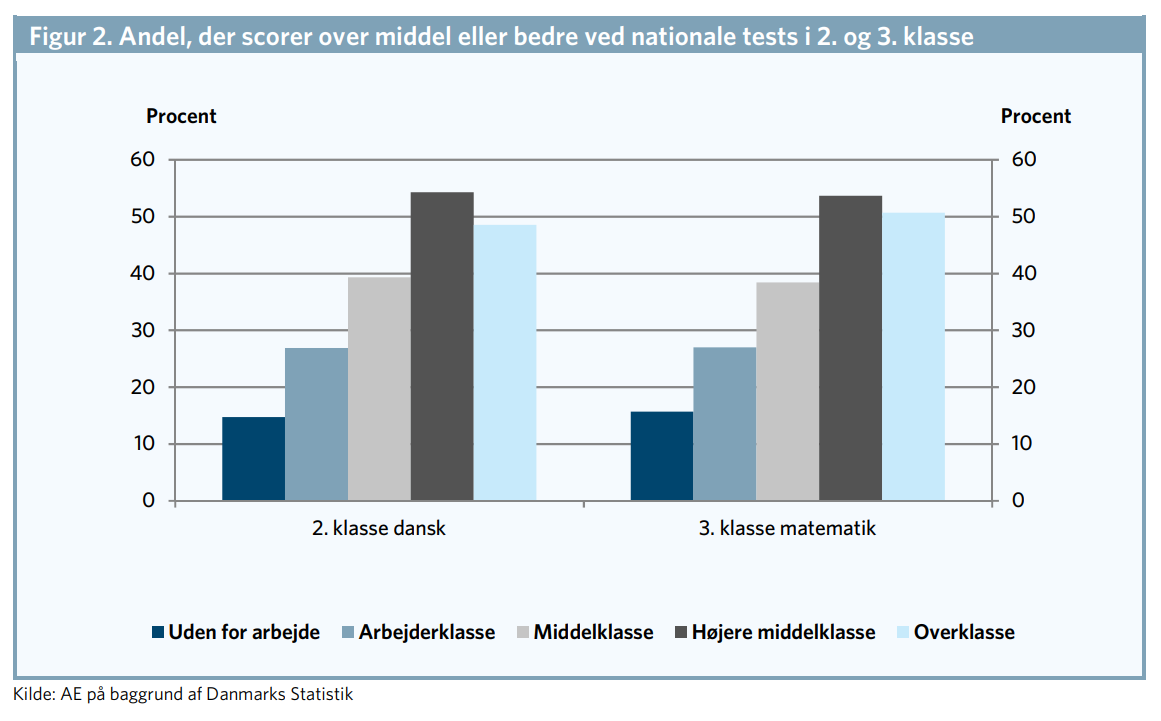 Figur 2. Andel, der scorer over middel eller bedre ved nationale tests i 2. og 3. klasse
Procent Procent
60 60
50 50
40 40
30 30
20 20
10 10
0 0
2. klasse dansk 3. klasse matematik
Uden for arbejde Arbejderklasse Middelklasse Højere middelklasse Overklasse
Kilde: AE på baggrund af Danmarks Statistik